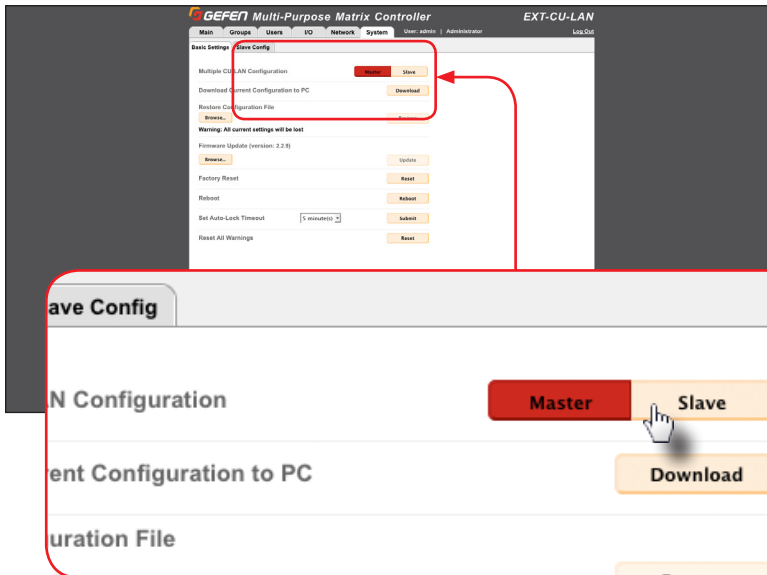 GEFEN Multi-Purpose Matrix Controller EXT-CU-LAN
Main Groups Users I/O Network System User: admin | Administrator Log Out
Basic Settings Slave Config
Multiple CU-LAN Configuration Master Slave
Download Current Configuration to PC Download
Restore Configuration File
Browse...
Warning: All current settings will be lost
Firmware Update (version: 2.2.9)
Browse... Update
Factory Reset Reset
Reboot Reboot
Set Auto-Lock Timeout 5 minute(s) Submit
Reset All Warnings Reset
ave Config
N Configuration Master Slave
rent Configuration to PC Download
uration File